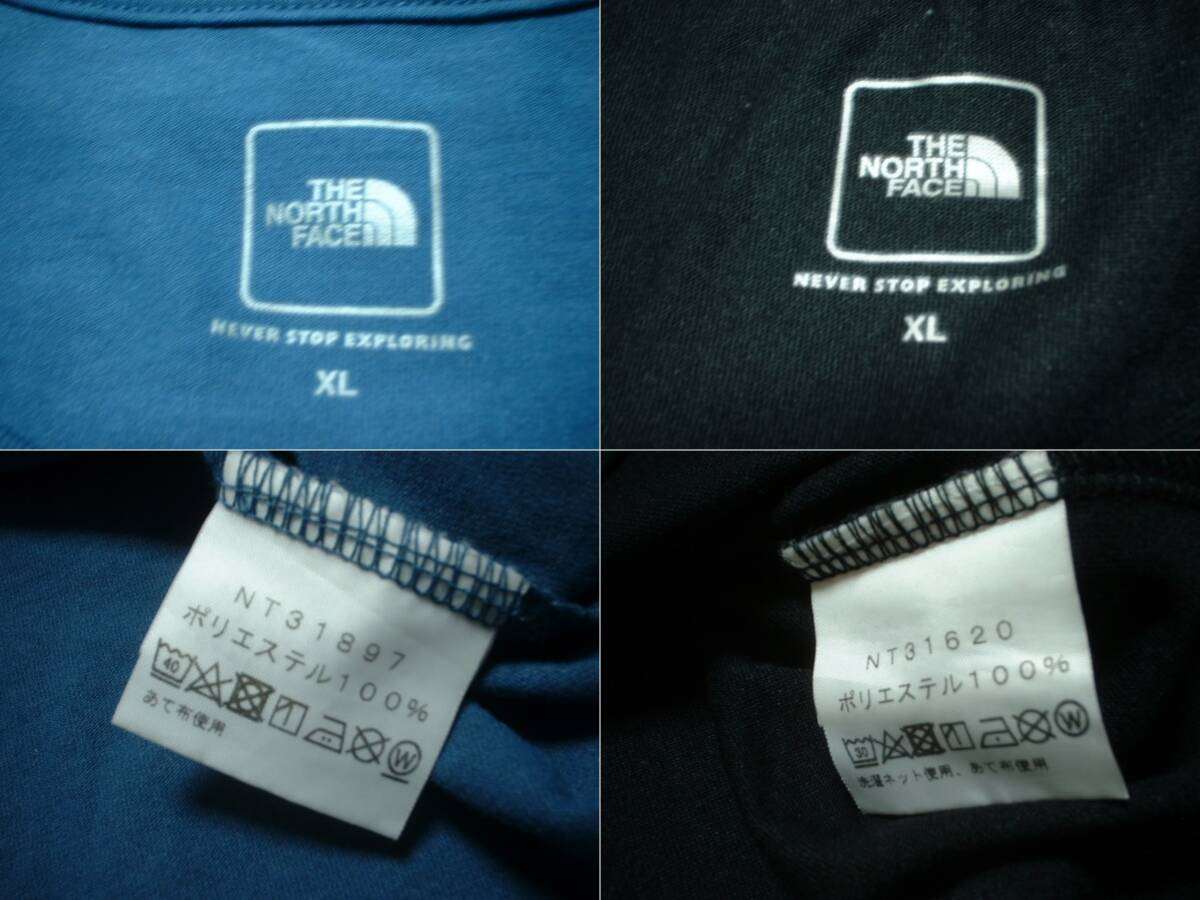 THE
NORTH
FACE
NEVER STOP EXPLORING
XL
THE
NORTH
FACE
NEVER STOP EXPLORING
XL
NT31897
ポリエステル100%
40
W
あて布使用
NT31620
ポリエステル100%
30
W
洗濯ネット使用、あて布使用